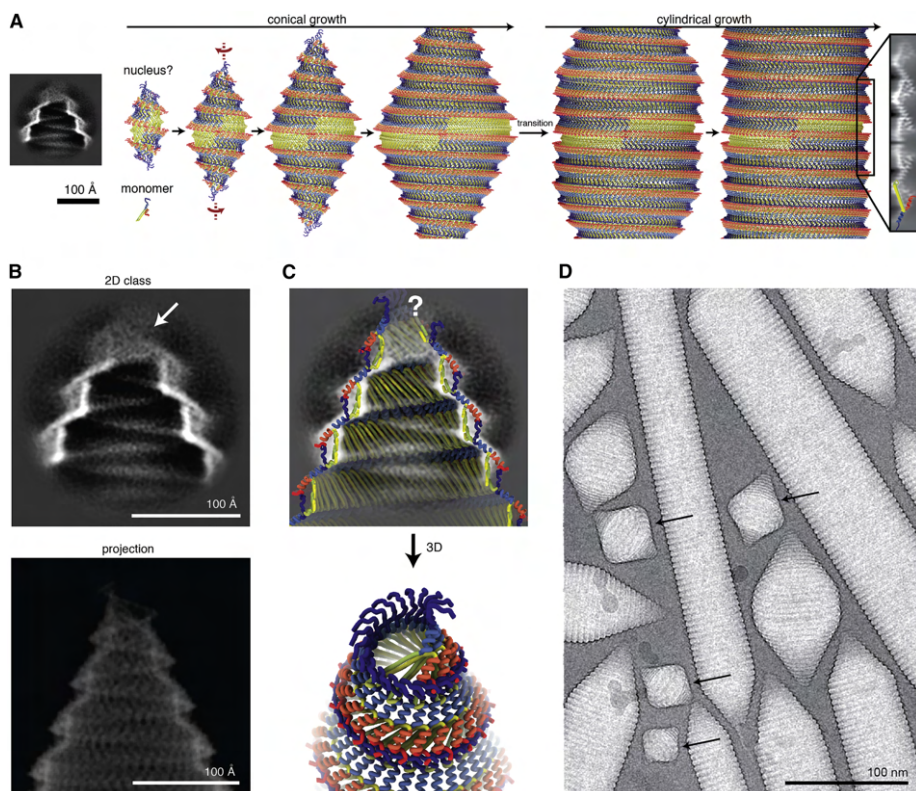 A
conical growth
cylindrical growth
nucleus?
transition
monomer
100 Å
B
2D class
100 Å
projection
100 Å
C
?
3D
D
100 nm